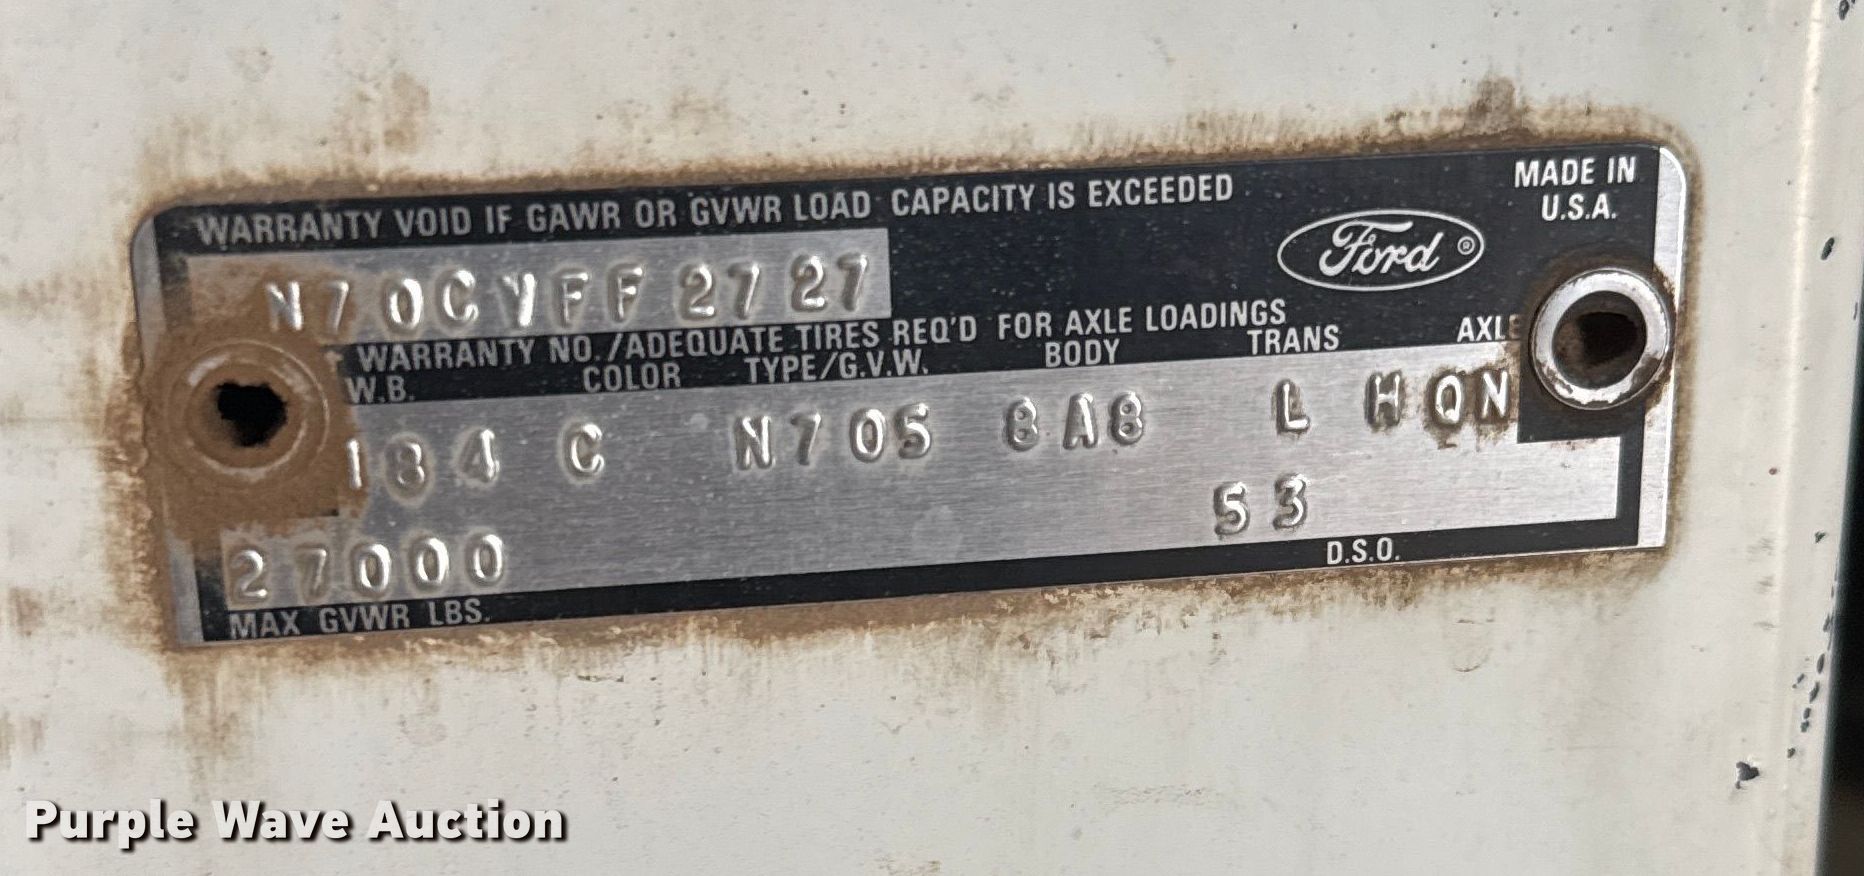 WARRANTY VOID IF GAWR OR GVWR LOAD CAPACITY IS EXCEEDED
MADE IN
U.S.A.
Ford ®
N70CVFF2727
WARRANTY NO./ADEQUATE TIRES REQ'D FOR AXLE LOADINGS
W.B. COLOR TYPE/G.V.W. BODY TRANS AXLE
184 C N705 8A8 L HQN
53
27000
D.S.O.
MAX GVWR LBS.
Purple Wave Auction